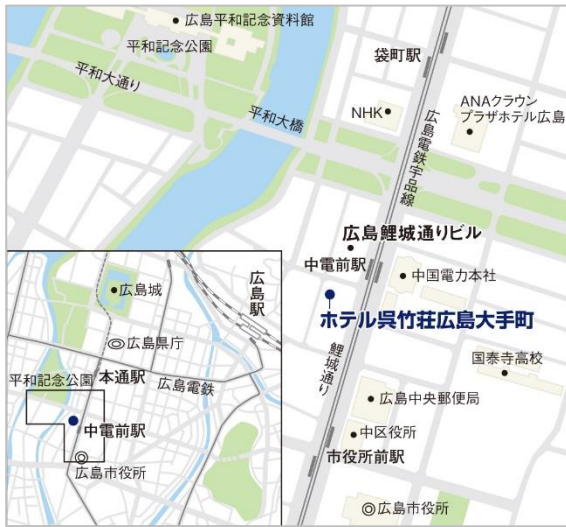 広島平和記念資料館
平和記念公園
平和大通り
平和大橋
袋町駅
NHK
ANAクラウン
プラザホテル広島
広島電鉄宇品線
広島鯉城通りビル
中電前駅
中国電力本社
ホテル呉竹荘広島大手町
鯉城通り
国泰寺高校
広島中央郵便局
中区役所
市役所前駅
広島市役所
広島城
広島駅
広島県庁
本通駅
広島電鉄
平和記念公園
中電前駅
広島市役所